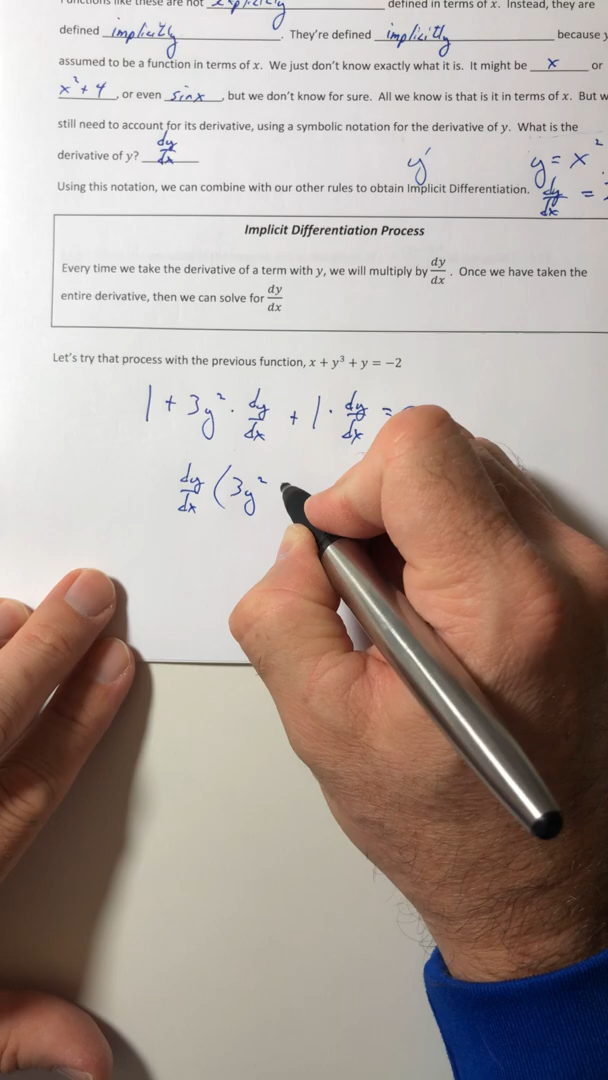 Functions like these are not explicitly defined in terms of x. Instead, they are
defined implicitly. They're defined implicitly because y
assumed to be a function in terms of x. We just don't know exactly what it is. It might be x or
x² + 4, or even sinx, but we don't know for sure. All we know is that is it in terms of x. But w
still need to account for its derivative, using a symbolic notation for the derivative of y. What is the
derivative of y? dy/dx y' y = x²
Using this notation, we can combine with our other rules to obtain Implicit Differentiation. dy/dx =
Implicit Differentiation Process
Every time we take the derivative of a term with y, we will multiply by dy/dx. Once we have taken the
entire derivative, then we can solve for dy/dx
Let's try that process with the previous function, x + y³ + y = −2
1 + 3y² · dy/dx + 1 · dy/dx =
dy/dx (3y²